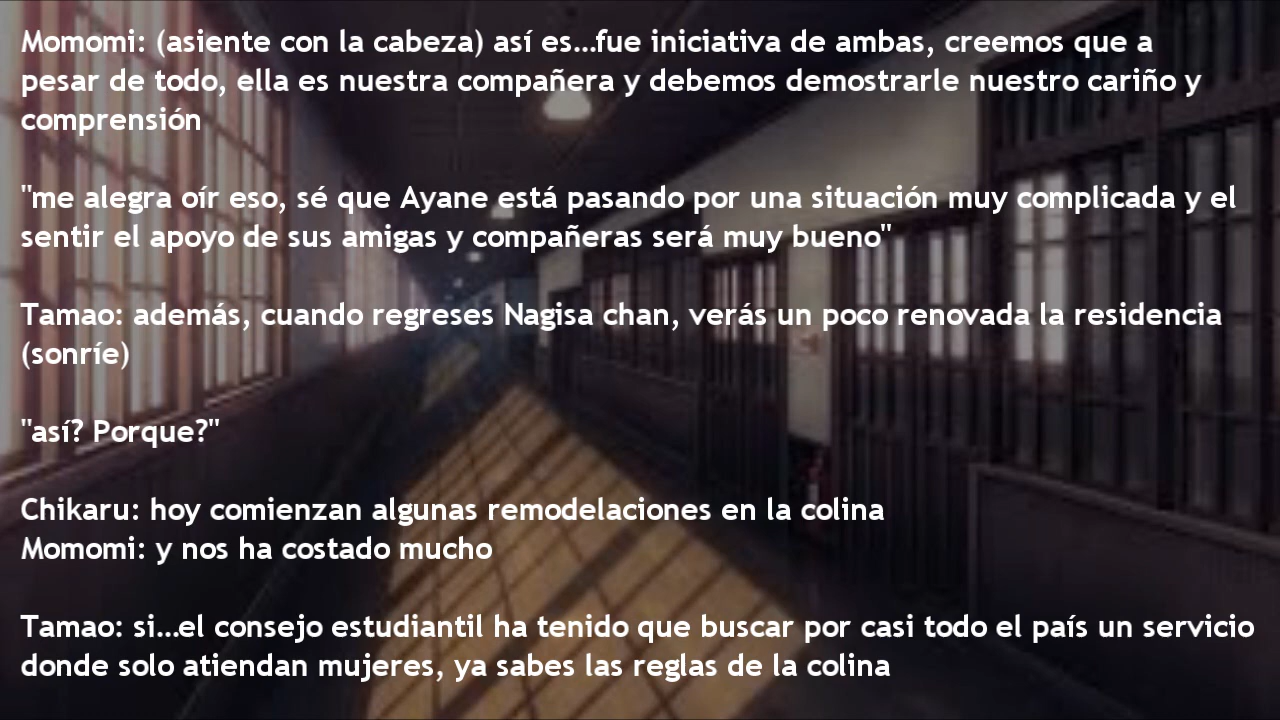 Momomi: (asiente con la cabeza) así es...fue iniciativa de ambas, creemos que a
pesar de todo, ella es nuestra compañera y debemos demostrarle nuestro cariño y
comprensión
"me alegra oír eso, sé que Ayane está pasando por una situación muy complicada y el
sentir el apoyo de sus amigas y compañeras será muy bueno"
Tamao: además, cuando regreses Nagisa chan, verás un poco renovada la residencia
(sonríe)
"así? Porque?"
Chikaru: hoy comienzan algunas remodelaciones en la colina
Momomi: y nos ha costado mucho
Tamao: si...el consejo estudiantil ha tenido que buscar por casi todo el país un servicio
donde solo atiendan mujeres, ya sabes las reglas de la colina